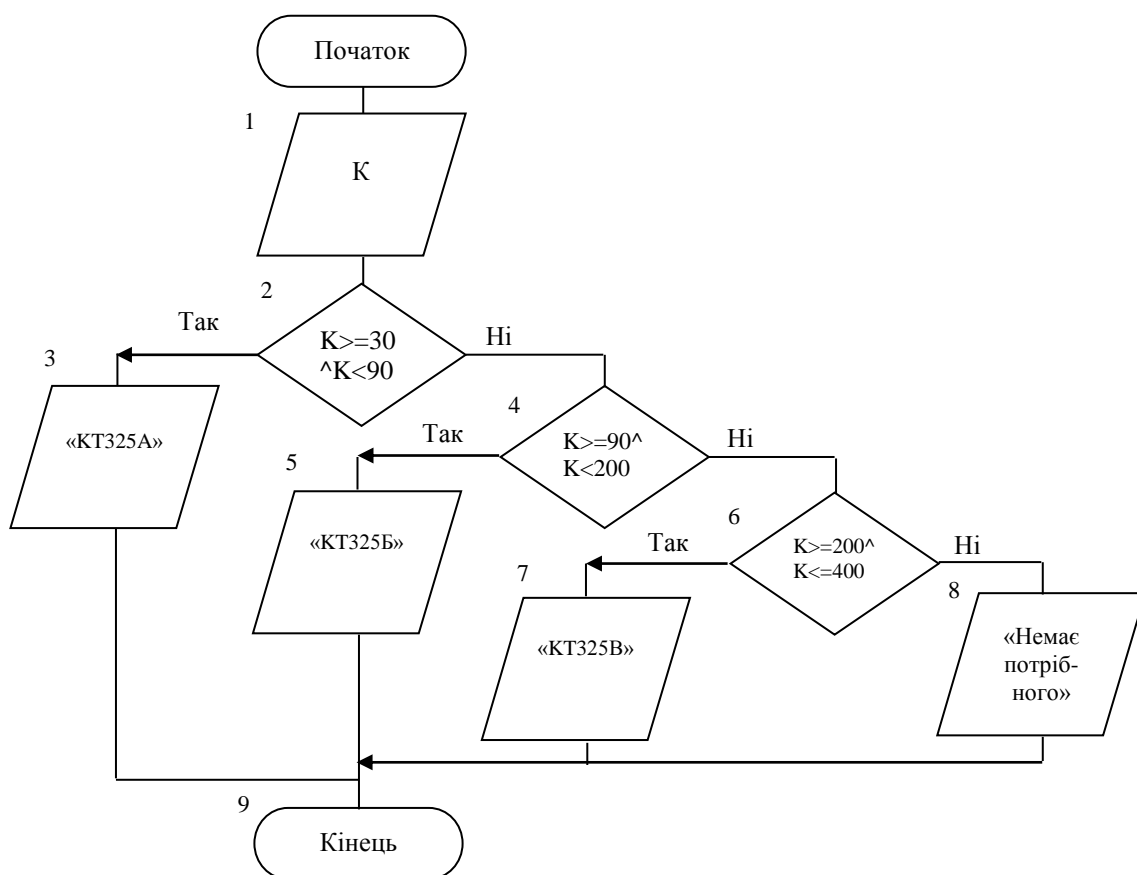 Початок
1
К
2
Так
K>=30
^K<90
Ні
3
«КТ325А»
4
Так
K>=90^
K<200
Ні
5
«КТ325Б»
6
Так
K>=200^
K<=400
Ні
7
«КТ325В»
8
«Немає
потріб-
ного»
9
Кінець